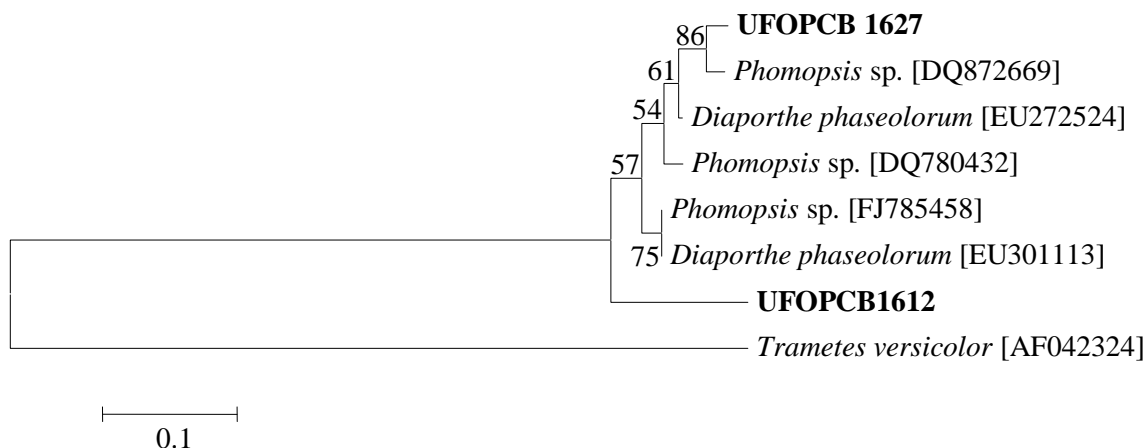 UFOPCB 1627
86
Phomopsis sp. [DQ872669]
61
Diaporthe phaseolorum [EU272524]
54
Phomopsis sp. [DQ780432]
57
Phomopsis sp. [FJ785458]
75
Diaporthe phaseolorum [EU301113]
UFOPCB1612
Trametes versicolor [AF042324]
0.1